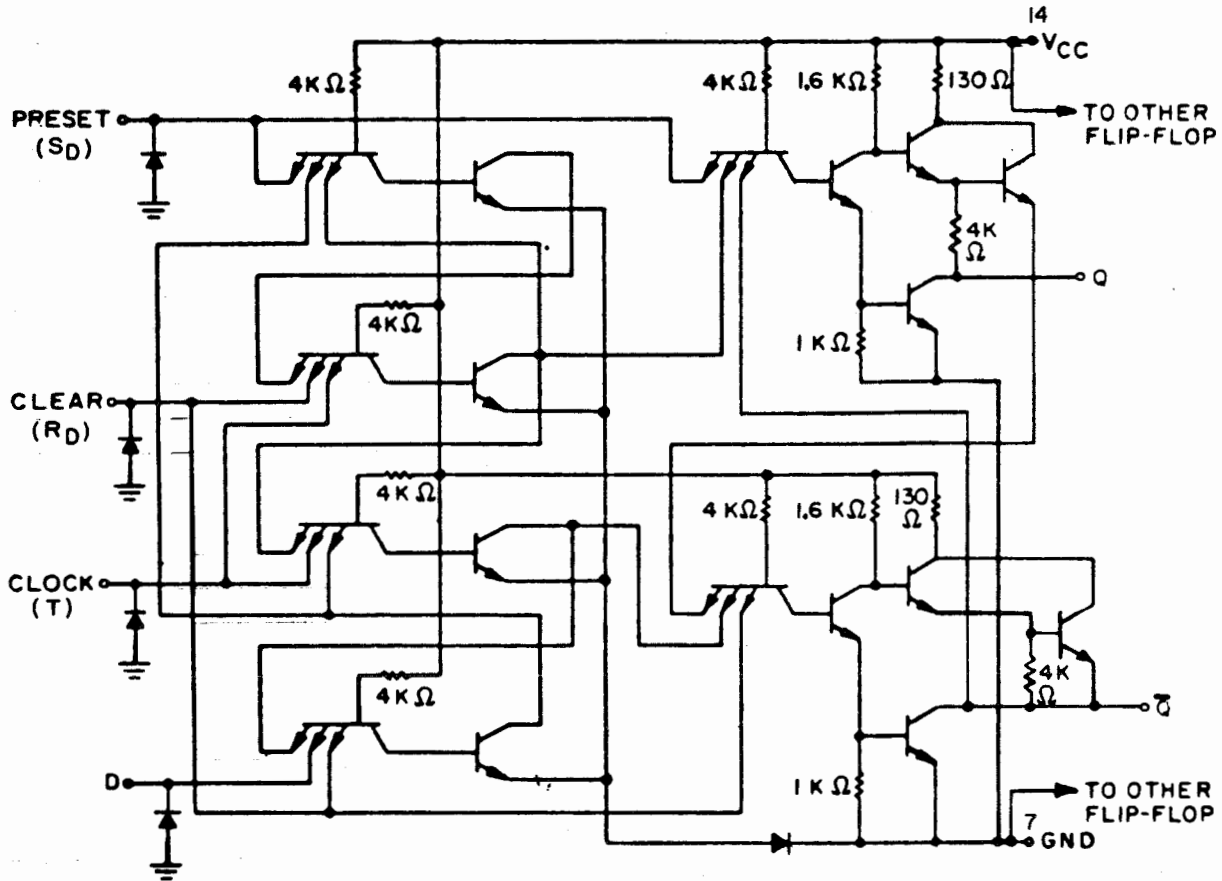 14
VCC
4KΩ
4KΩ
1.6 KΩ
130Ω
PRESET
(SD)
TO OTHER
FLIP-FLOP
4K
Ω
Q
4KΩ
1 KΩ
CLEAR
(RD)
4KΩ
4 KΩ
1.6 KΩ
130
Ω
CLOCK
(T)
4KΩ
4K
Ω
Q̅
D
1 KΩ
TO OTHER
FLIP-FLOP
7
GND